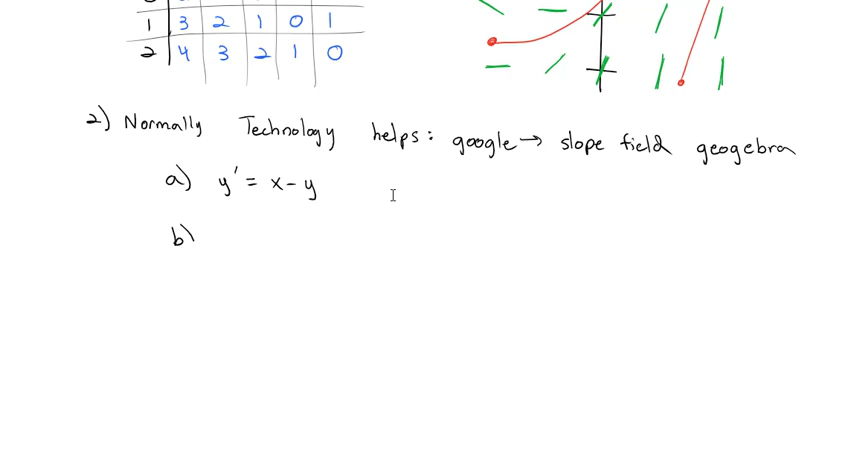 1 3 2 1 0 1
2 4 3 2 1 0
2) Normally Technology helps: google → slope field geogebra
a) y' = x - y
b)